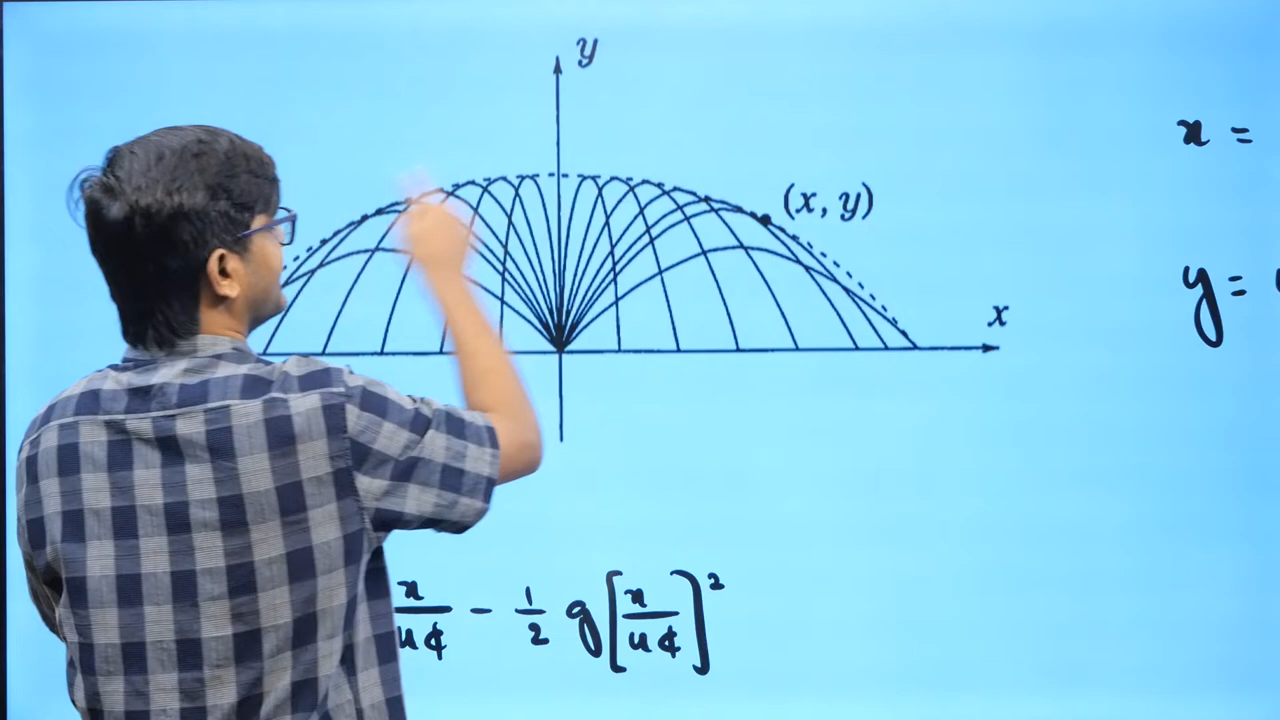 y
(x, y)
x
x =
y =
x/u¢ - 1/2 g[x/u¢]²